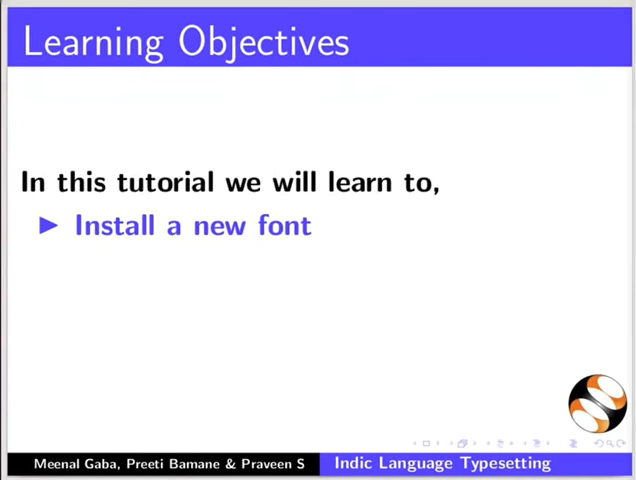 Learning Objectives
In this tutorial we will learn to,
Install a new font
Meenal Gaba, Preeti Bamane & Praveen S
Indic Language Typesetting